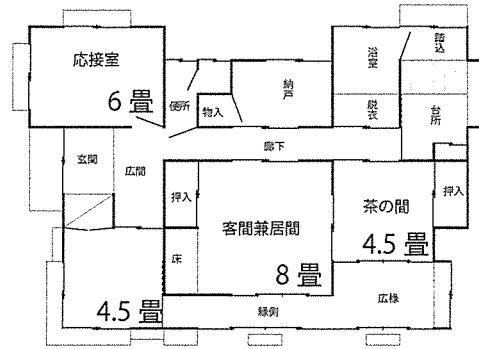 応接室
6 畳
便所
物入
納戸
浴室
踏込
脱衣
台所
玄関
広間
廊下
押入
客間兼居間
8 畳
茶の間
4.5 畳
押入
床
4.5 畳
縁側
広縁